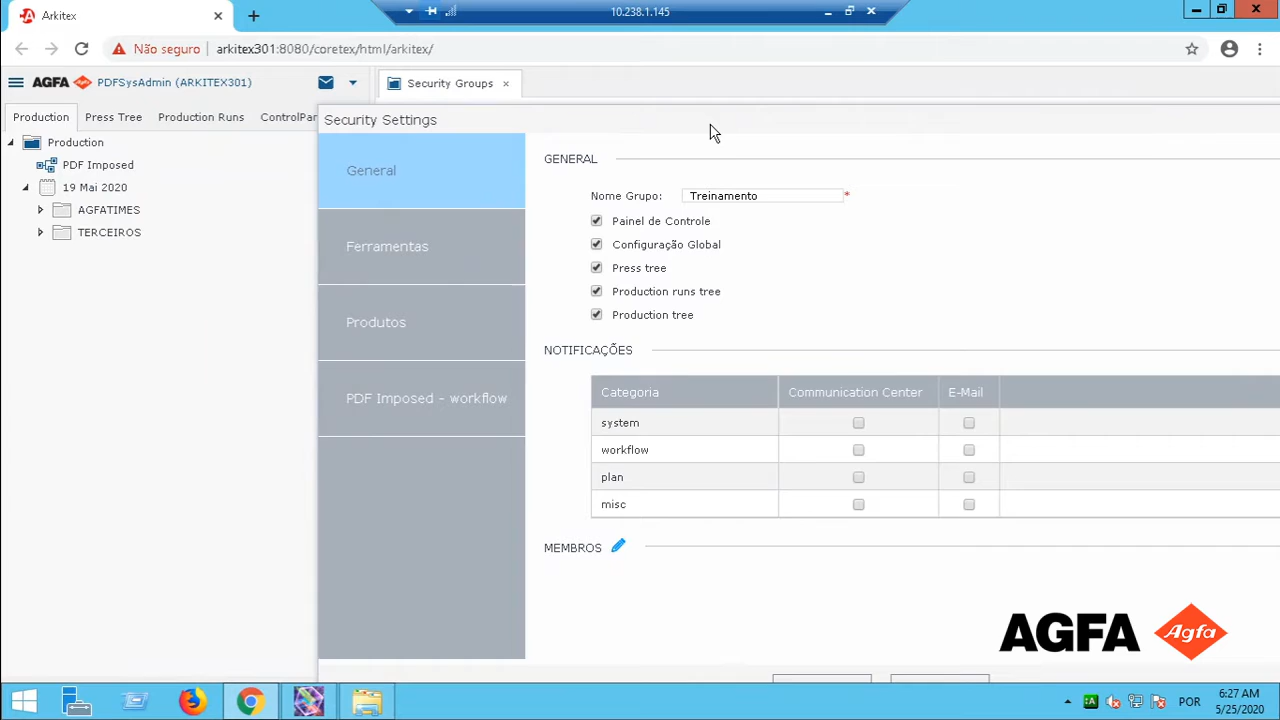 Arkitex
10.238.1.145
Não seguro arkitex301:8080/coretex/html/arkitex/
AGFA PDFSysAdmin (ARKITEX301)
Security Groups
Production Press Tree Production Runs ControlPar
Security Settings
Production
PDF Imposed
19 Mai 2020
AGFATIMES
TERCEIROS
General
Ferramentas
Produtos
PDF Imposed - workflow
GENERAL
Nome Grupo: Treinamento *
Painel de Controle
Configuração Global
Press tree
Production runs tree
Production tree
NOTIFICAÇÕES
Categoria Communication Center E-Mail
system
workflow
plan
misc
MEMBROS
AGFA Agfa
POR
6:27 AM
5/25/2020